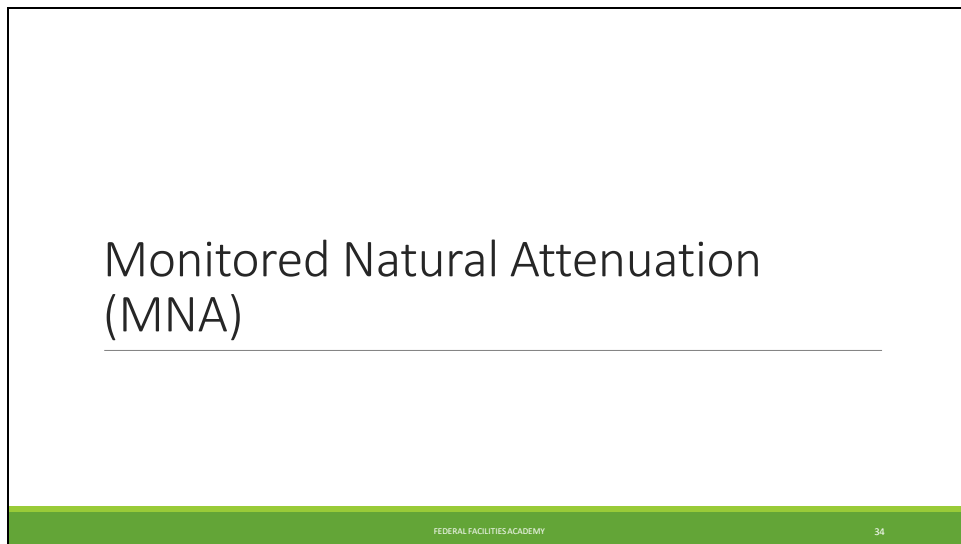 Monitored Natural Attenuation
(MNA)
FEDERAL FACILITIES ACADEMY
34